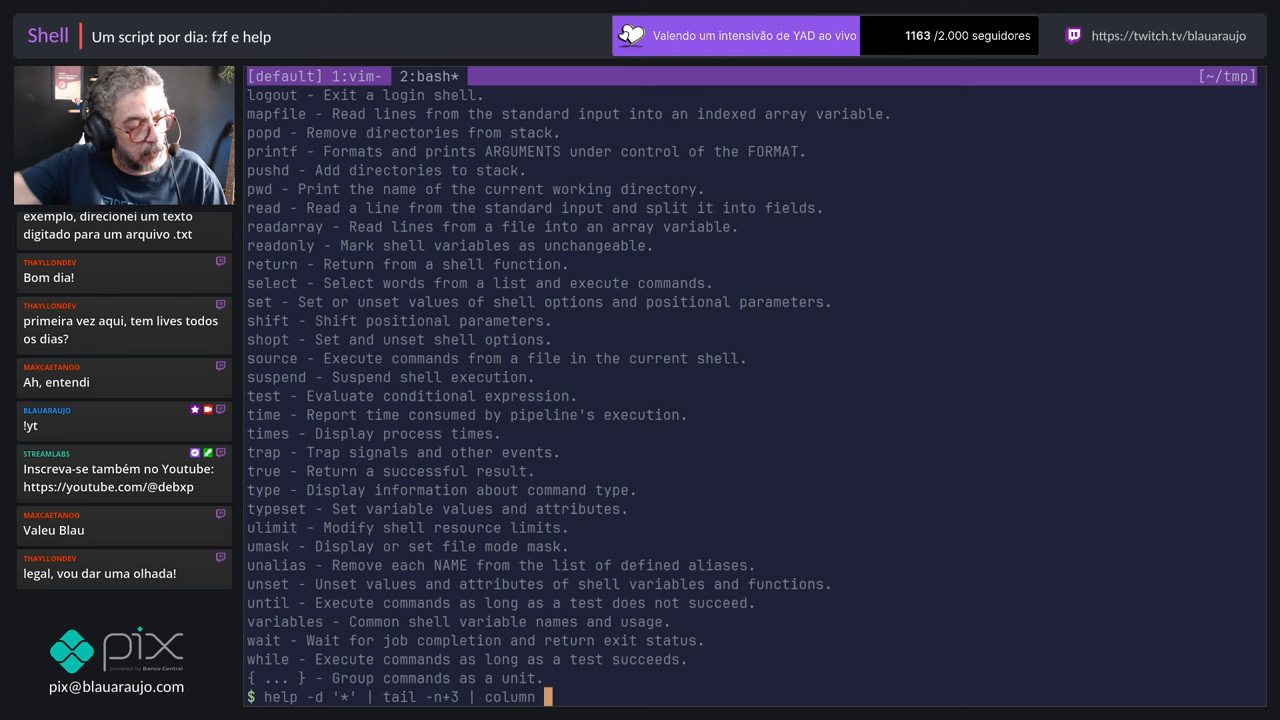 Shell
Um script por dia: fzf e help
Valendo um intensivão de YAD ao vivo
1163 /2.000 seguidores
https://twitch.tv/blauaraujo
exemplo, direcionei um texto
digitado para um arquivo .txt
THAYLLONDEV
Bom dia!
THAYLLONDEV
primeira vez aqui, tem lives todos
os dias?
MAXCAETANOO
Ah, entendi
BLAUARAUJO
!yt
STREAMLABS
Inscreva-se também no Youtube:
https://youtube.com/@debxp
MAXCAETANOO
Valeu Blau
THAYLLONDEV
legal, vou dar uma olhada!
pix
powered by Banco Central
pix@blauaraujo.com
[default] 1:vim- 2:bash* [~/tmp]
logout - Exit a login shell.
mapfile - Read lines from the standard input into an indexed array variable.
popd - Remove directories from stack.
printf - Formats and prints ARGUMENTS under control of the FORMAT.
pushd - Add directories to stack.
pwd - Print the name of the current working directory.
read - Read a line from the standard input and split it into fields.
readarray - Read lines from a file into an array variable.
readonly - Mark shell variables as unchangeable.
return - Return from a shell function.
select - Select words from a list and execute commands.
set - Set or unset values of shell options and positional parameters.
shift - Shift positional parameters.
shopt - Set and unset shell options.
source - Execute commands from a file in the current shell.
suspend - Suspend shell execution.
test - Evaluate conditional expression.
time - Report time consumed by pipeline's execution.
times - Display process times.
trap - Trap signals and other events.
true - Return a successful result.
type - Display information about command type.
typeset - Set variable values and attributes.
ulimit - Modify shell resource limits.
umask - Display or set file mode mask.
unalias - Remove each NAME from the list of defined aliases.
unset - Unset values and attributes of shell variables and functions.
until - Execute commands as long as a test does not succeed.
variables - Common shell variable names and usage.
wait - Wait for job completion and return exit status.
while - Execute commands as long as a test succeeds.
{ ... } - Group commands as a unit.
$ help -d '*' | tail -n+3 | column